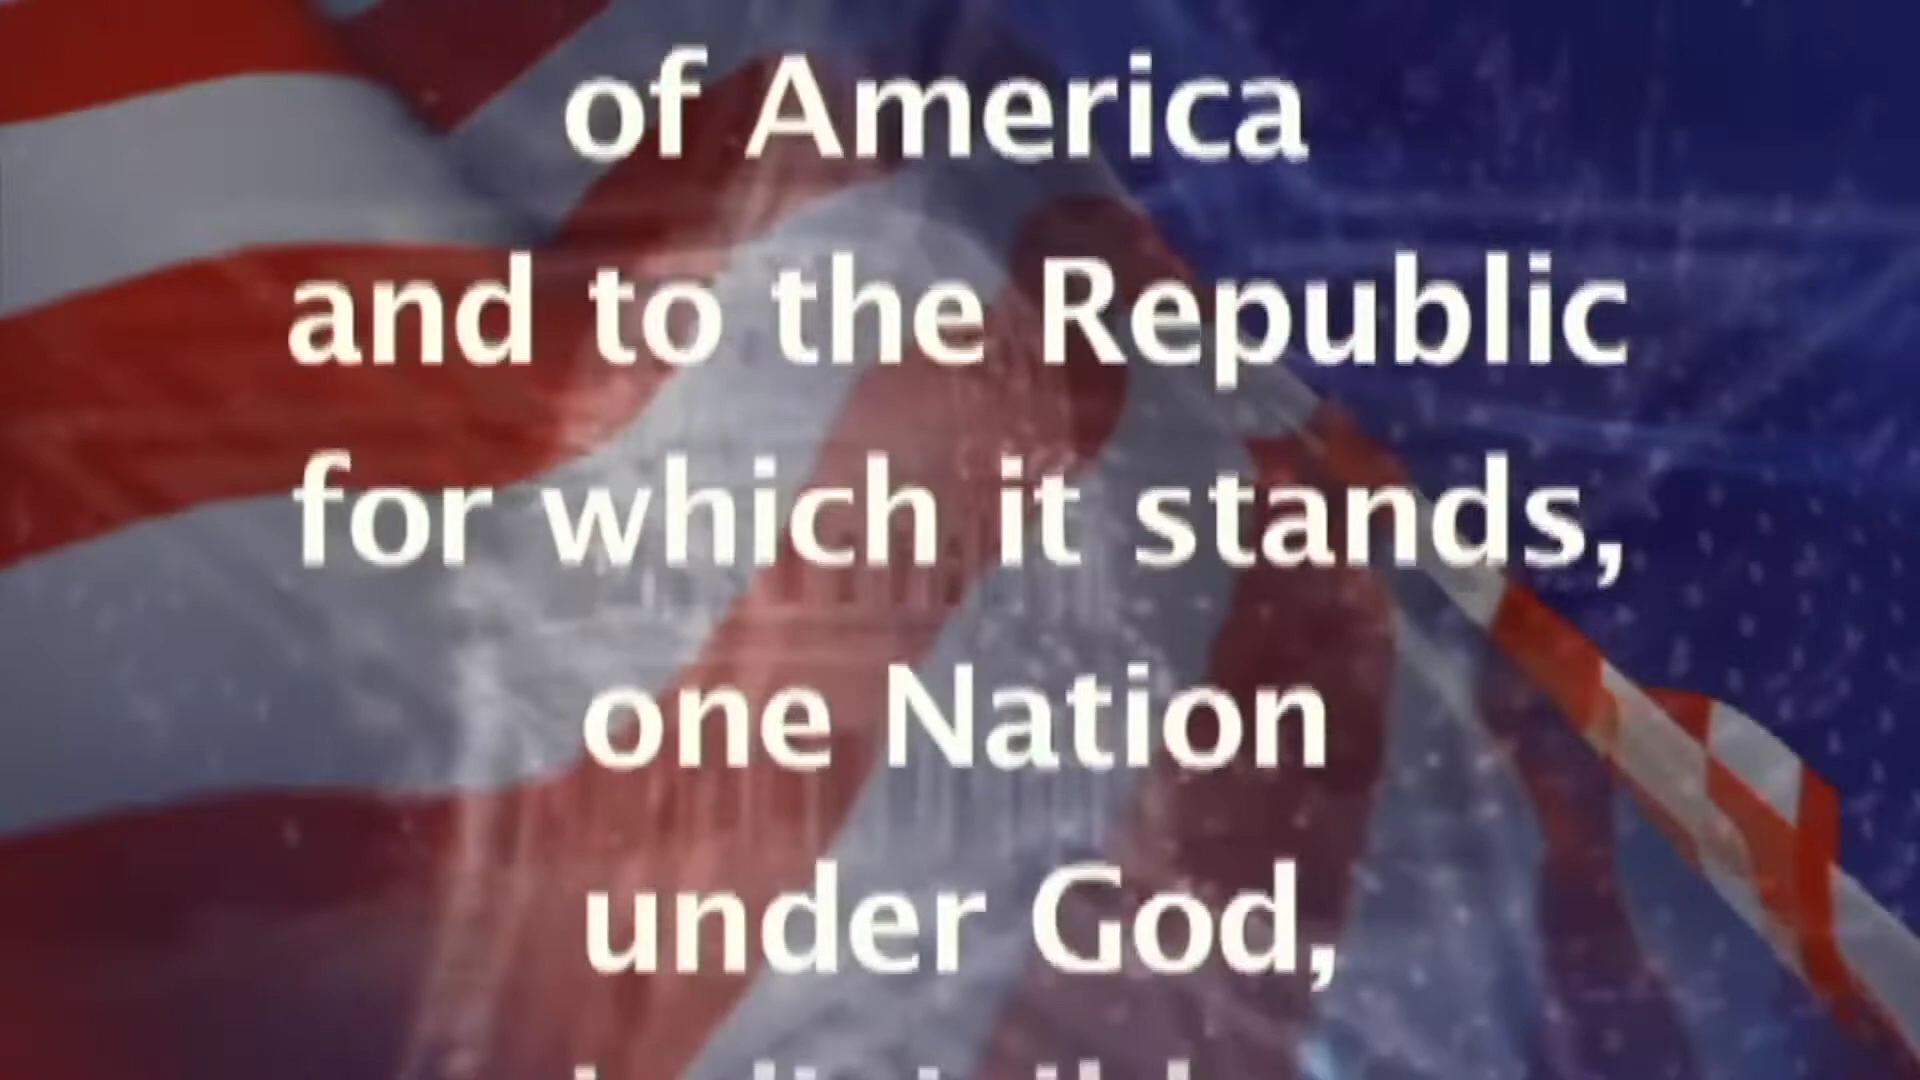 of America
and to the Republic
for which it stands,
one Nation
under God,